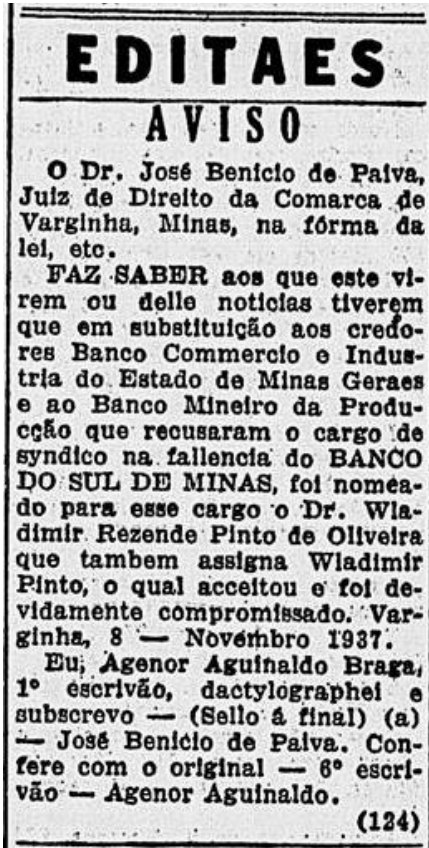 EDITAES
AVISO
O Dr. José Benicio de Paiva,
Juiz de Direito da Comarca de
Varginha, Minas, na fórma da
lei, etc.
FAZ SABER aos que este vi-
rem ou delle noticias tiverem
que em substituição aos credo-
res Banco Commercio e Indus-
tria do Estado de Minas Geraes
e ao Banco Mineiro da Produ-
cção que recusaram o cargo de
syndico na fallencia do BANCO
DO SUL DE MINAS, foi nomea-
do para esse cargo o Dr. Wla-
dimir Rezende Pinto de Oliveira
que tambem assigna Wladimir
Pinto, o qual acceitou e foi de-
vidamente compromissado. Var-
ginha, 8 — Novembro 1937.
Eu, Agenor Aguinaldo Braga,
1º escrivão, dactylographei e
subscrevo — (Sello á final) (a)
— José Benicio de Paiva. Con-
fere com o original — 6º escri-
vão — Agenor Aguinaldo.
(124)